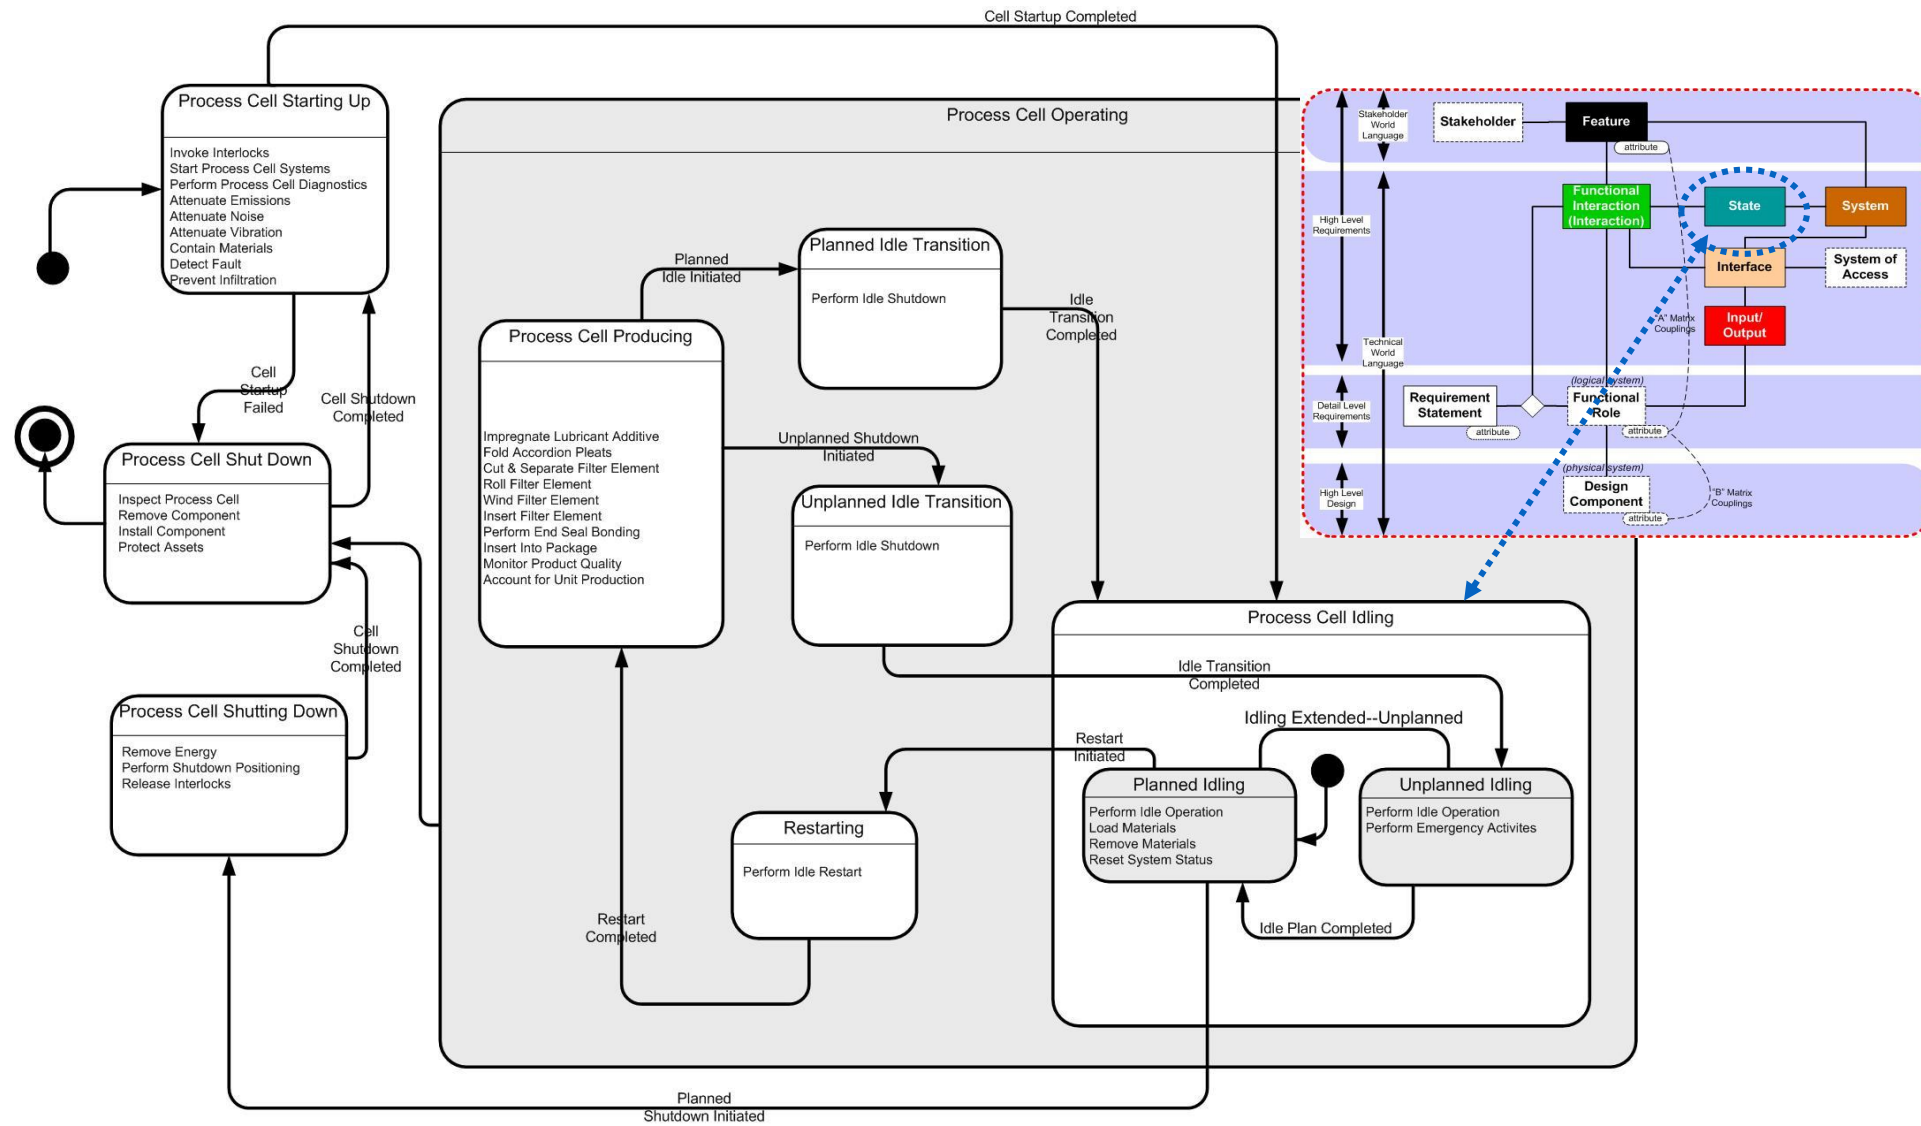 Cell Startup Completed
Process Cell Starting Up
Invoke Interlocks
Start Process Cell Systems
Perform Process Cell Diagnostics
Attenuate Emissions
Attenuate Noise
Attenuate Vibration
Contain Materials
Detect Fault
Prevent Infiltration
Cell
Startup
Failed
Cell Shutdown
Completed
Process Cell Shut Down
Inspect Process Cell
Remove Component
Install Component
Protect Assets
Cell
Shutdown
Completed
Process Cell Shutting Down
Remove Energy
Perform Shutdown Positioning
Release Interlocks
Process Cell Operating
Process Cell Producing
Impregnate Lubricant Additive
Fold Accordion Pleats
Cut & Separate Filter Element
Roll Filter Element
Wind Filter Element
Insert Filter Element
Perform End Seal Bonding
Insert Into Package
Monitor Product Quality
Account for Unit Production
Planned
Idle Initiated
Planned Idle Transition
Perform Idle Shutdown
Idle
Transition
Completed
Unplanned Shutdown
Initiated
Unplanned Idle Transition
Perform Idle Shutdown
Process Cell Idling
Idle Transition
Completed
Idling Extended--Unplanned
Restart
Initiated
Planned Idling
Perform Idle Operation
Load Materials
Remove Materials
Reset System Status
Unplanned Idling
Perform Idle Operation
Perform Emergency Activites
Idle Plan Completed
Restarting
Perform Idle Restart
Restart
Completed
Planned
Shutdown Initiated
Stakeholder
World
Language
Stakeholder
Feature
attribute
High Level
Requirements
Functional
Interaction
(Interaction)
State
System
Interface
System of
Access
Input/
Output
"A" Matrix
Couplings
Technical
World
Language
Detail Level
Requirements
Requirement
Statement
attribute
(logical system)
Functional
Role
attribute
High Level
Design
(physical system)
Design
Component
attribute
"B" Matrix
Couplings